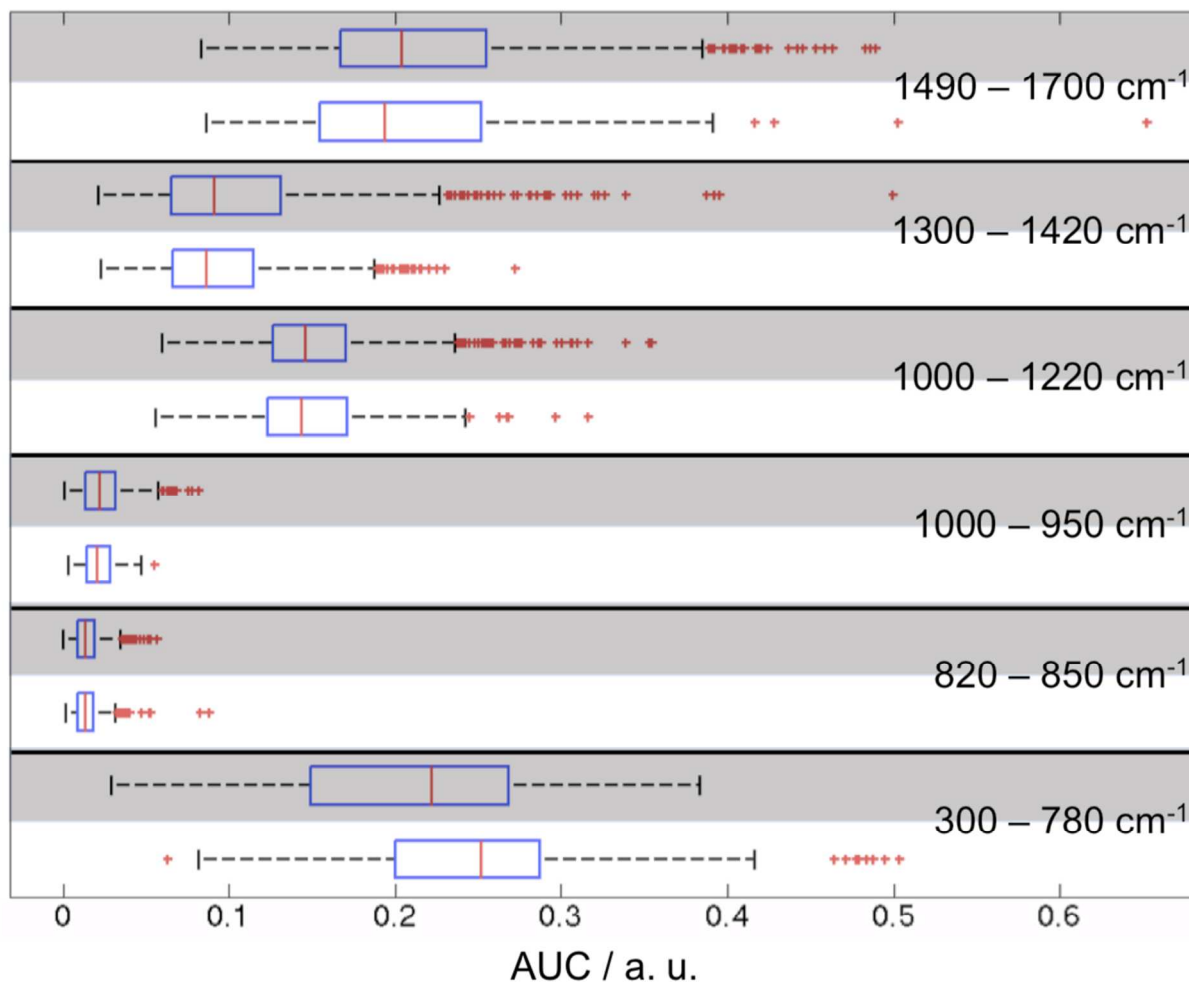 1490 – 1700 cm⁻¹
1300 – 1420 cm⁻¹
1000 – 1220 cm⁻¹
1000 – 950 cm⁻¹
820 – 850 cm⁻¹
300 – 780 cm⁻¹
0 0.1 0.2 0.3 0.4 0.5 0.6
AUC / a. u.